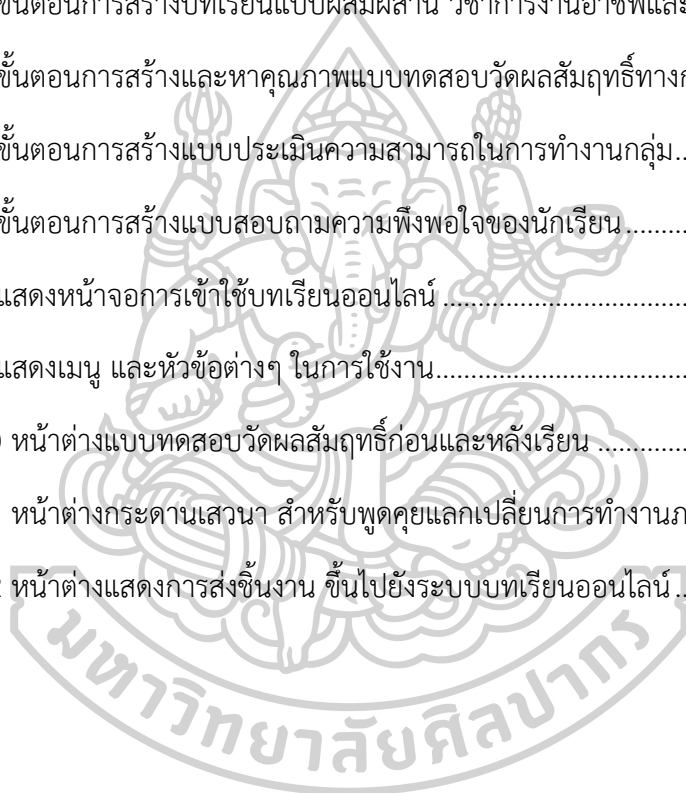 ขั้นตอนการสร้างบทเรียนแบบผสมผสาน วิชาการงานอาชีพและ
ขั้นตอนการสร้างและหาคุณภาพแบบทดสอบวัดผลสัมฤทธิ์ทางก
ขั้นตอนการสร้างแบบประเมินความสามารถในการทำงานกลุ่ม..
ขั้นตอนการสร้างแบบสอบถามความพึงพอใจของนักเรียน.........
แสดงหน้าจอการเข้าใช้บทเรียนออนไลน์ ................................
แสดงเมนู และหัวข้อต่างๆ ในการใช้งาน.................................
หน้าต่างแบบทดสอบวัดผลสัมฤทธิ์ก่อนและหลังเรียน ............
หน้าต่างกระดานเสวนา สำหรับพูดคุยแลกเปลี่ยนการทำงานภ
หน้าต่างแสดงการส่งชิ้นงาน ขึ้นไปยังระบบบทเรียนออนไลน์..
มหาวิทยาลัยศิลปากร